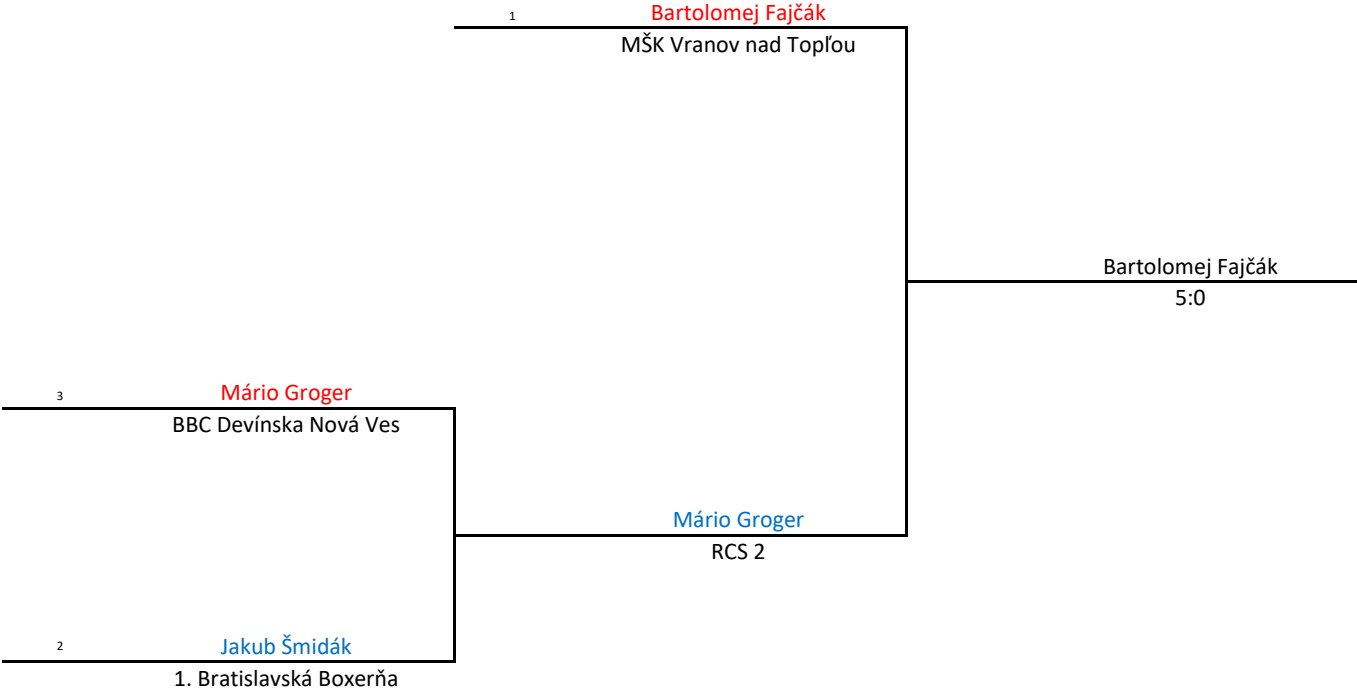 1 Bartolomej Fajčák
MŠK Vranov nad Topľou
Bartolomej Fajčák
5:0
3 Mário Groger
BBC Devínska Nová Ves
Mário Groger
RCS 2
2 Jakub Šmidák
1. Bratislavská Boxerňa